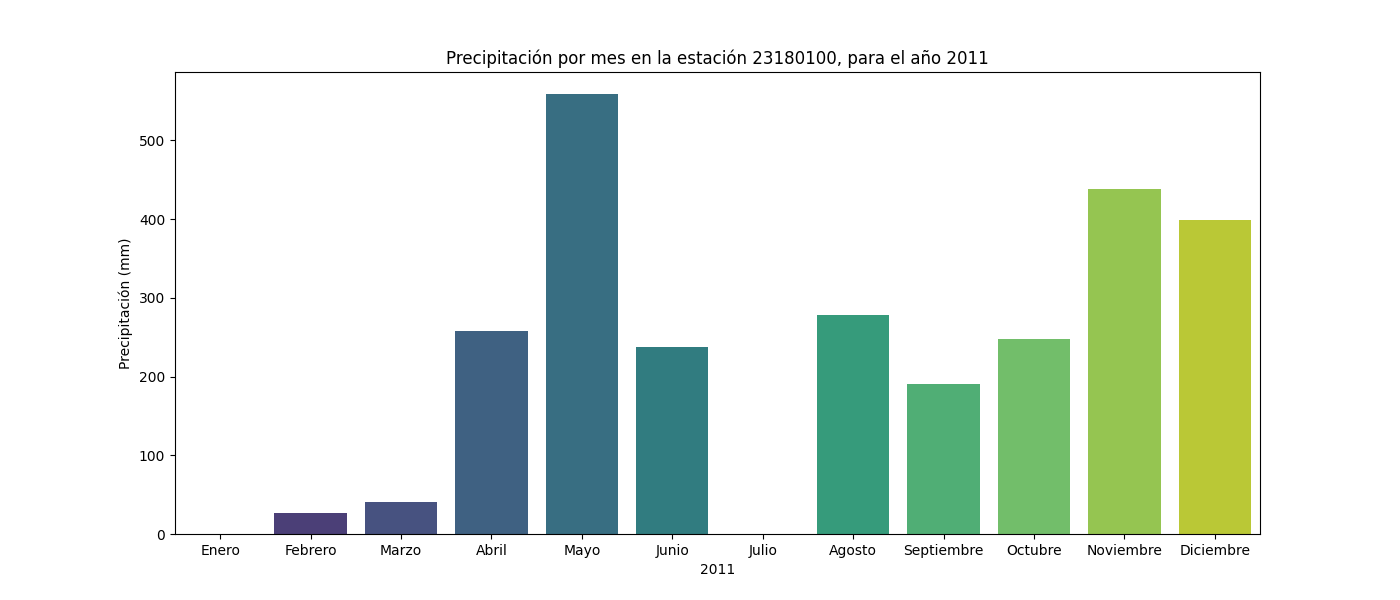 Precipitación por mes en la estación 23180100, para el año 2011
Precipitación (mm)
500
400
300
200
100
0
Enero Febrero Marzo Abril Mayo Junio Julio Agosto Septiembre Octubre Noviembre Diciembre
2011